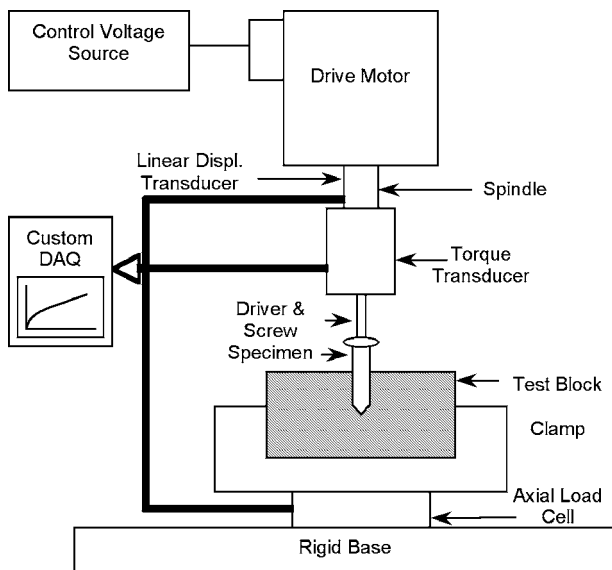 Control Voltage
Source
Drive Motor
Linear Displ.
Transducer
Spindle
Custom
DAQ
Torque
Transducer
Driver &
Screw
Specimen
Test Block
Clamp
Axial Load
Cell
Rigid Base